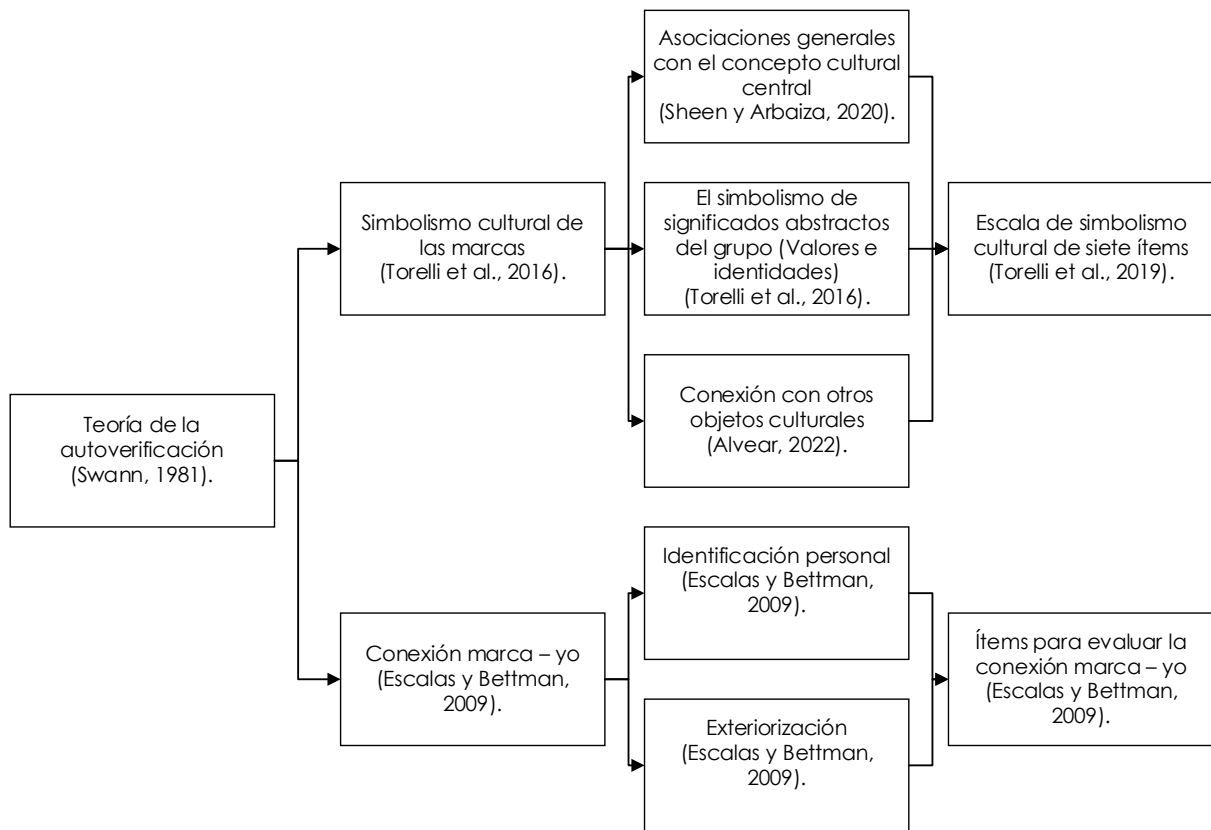 Teoría de la
autoverificación
(Swann, 1981).
Simbolismo cultural de
las marcas
(Torelli et al., 2016).
Asociaciones generales
con el concepto cultural
central
(Sheen y Arbaiza, 2020).
El simbolismo de
significados abstractos
del grupo (Valores e
identidades)
(Torelli et al., 2016).
Conexión con otros
objetos culturales
(Alvear, 2022).
Escala de simbolismo
cultural de siete ítems
(Torelli et al., 2019).
Conexión marca – yo
(Escalas y Bettman,
2009).
Identificación personal
(Escalas y Bettman,
2009).
Exteriorización
(Escalas y Bettman,
2009).
Ítems para evaluar la
conexión marca – yo
(Escalas y Bettman,
2009).